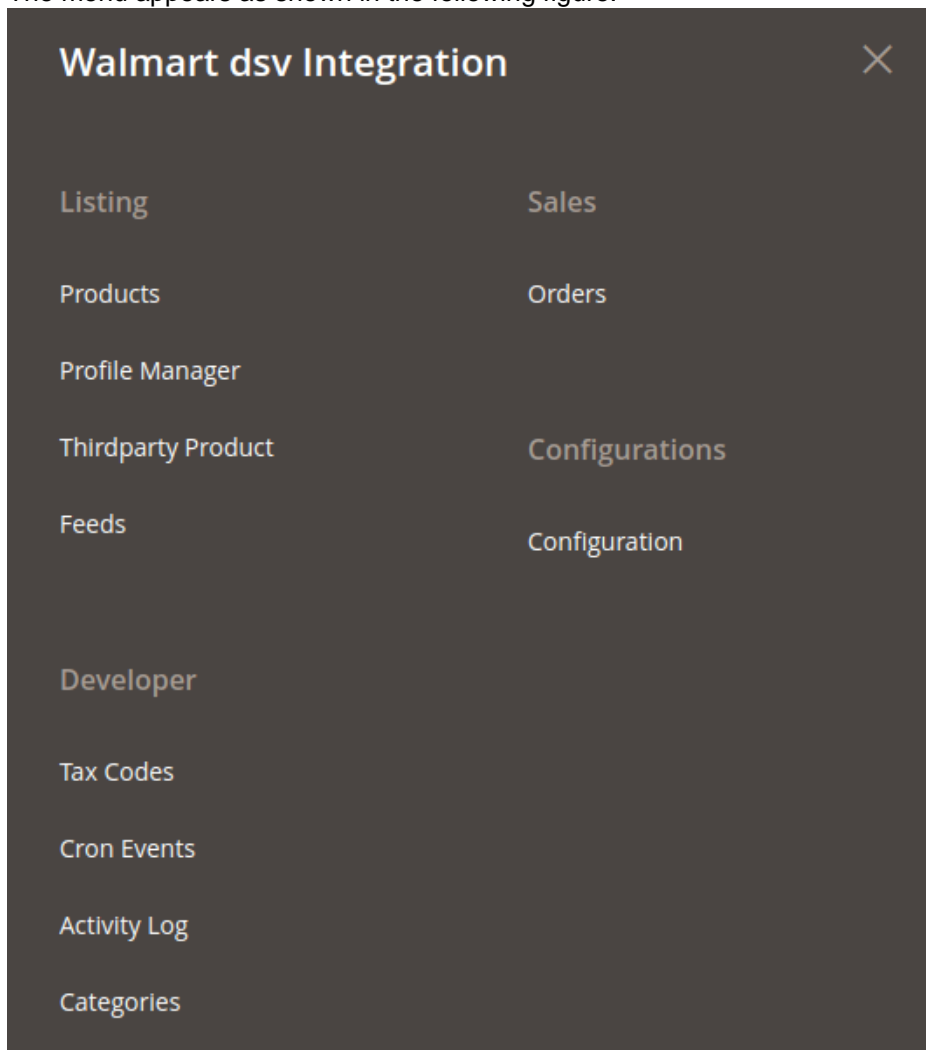 The menu appears as shown in the following figure:
Walmart dsv Integration
Listing
Products
Profile Manager
Thirdparty Product
Feeds
Developer
Tax Codes
Cron Events
Activity Log
Categories
Sales
Orders
Configurations
Configuration